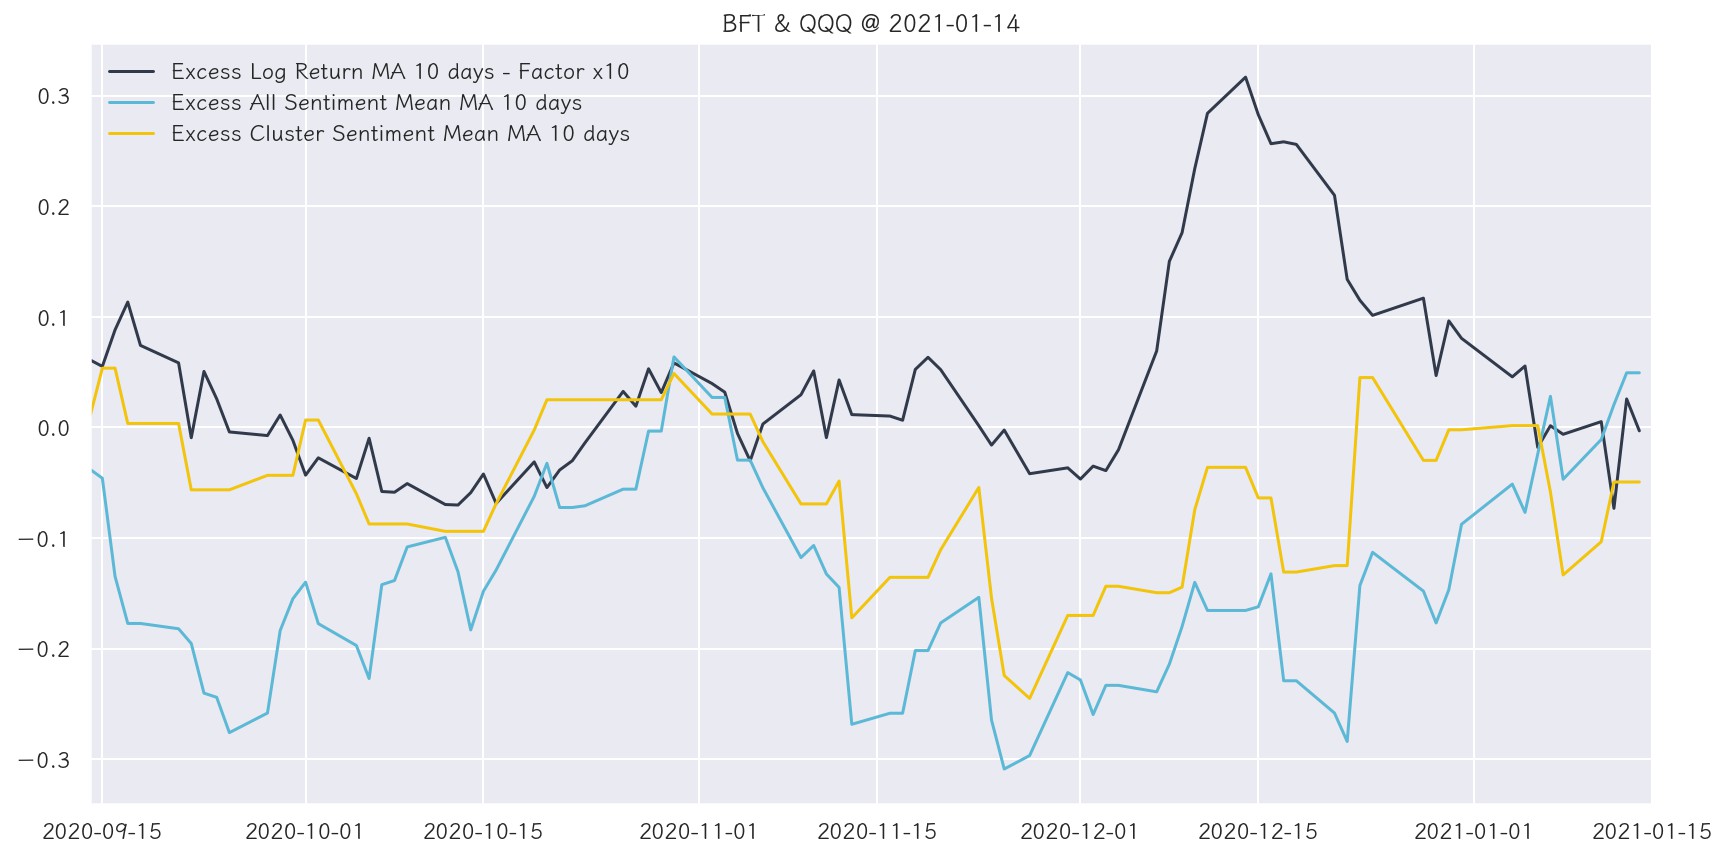 BFT & QQQ @ 2021-01-14
Excess Log Return MA 10 days - Factor x10
Excess All Sentiment Mean MA 10 days
Excess Cluster Sentiment Mean MA 10 days
0.3
0.2
0.1
0.0
−0.1
−0.2
−0.3
2020-09-15 2020-10-01 2020-10-15 2020-11-01 2020-11-15 2020-12-01 2020-12-15 2021-01-01 2021-01-15